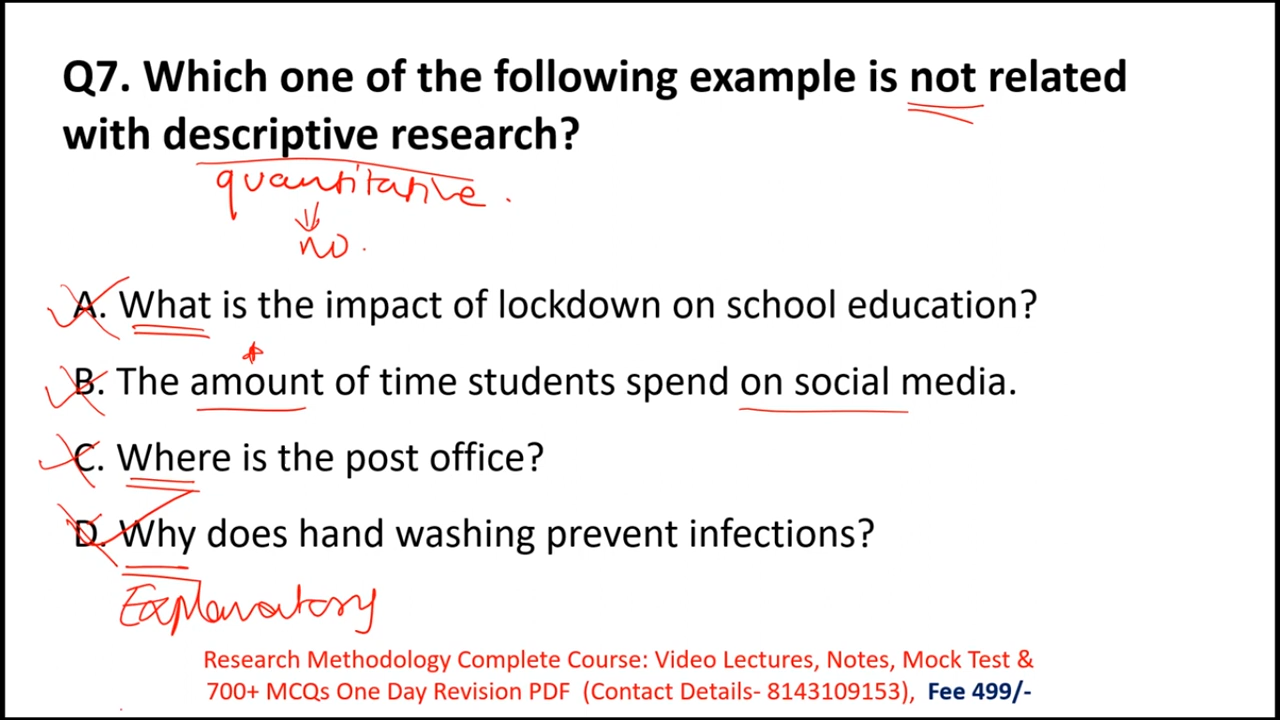 Q7. Which one of the following example is not related
with descriptive research?
quantitative.
no.
A. What is the impact of lockdown on school education?
B. The amount of time students spend on social media.
C. Where is the post office?
D. Why does hand washing prevent infections?
Explanatory
Research Methodology Complete Course: Video Lectures, Notes, Mock Test &
700+ MCQs One Day Revision PDF (Contact Details- 8143109153), Fee 499/-